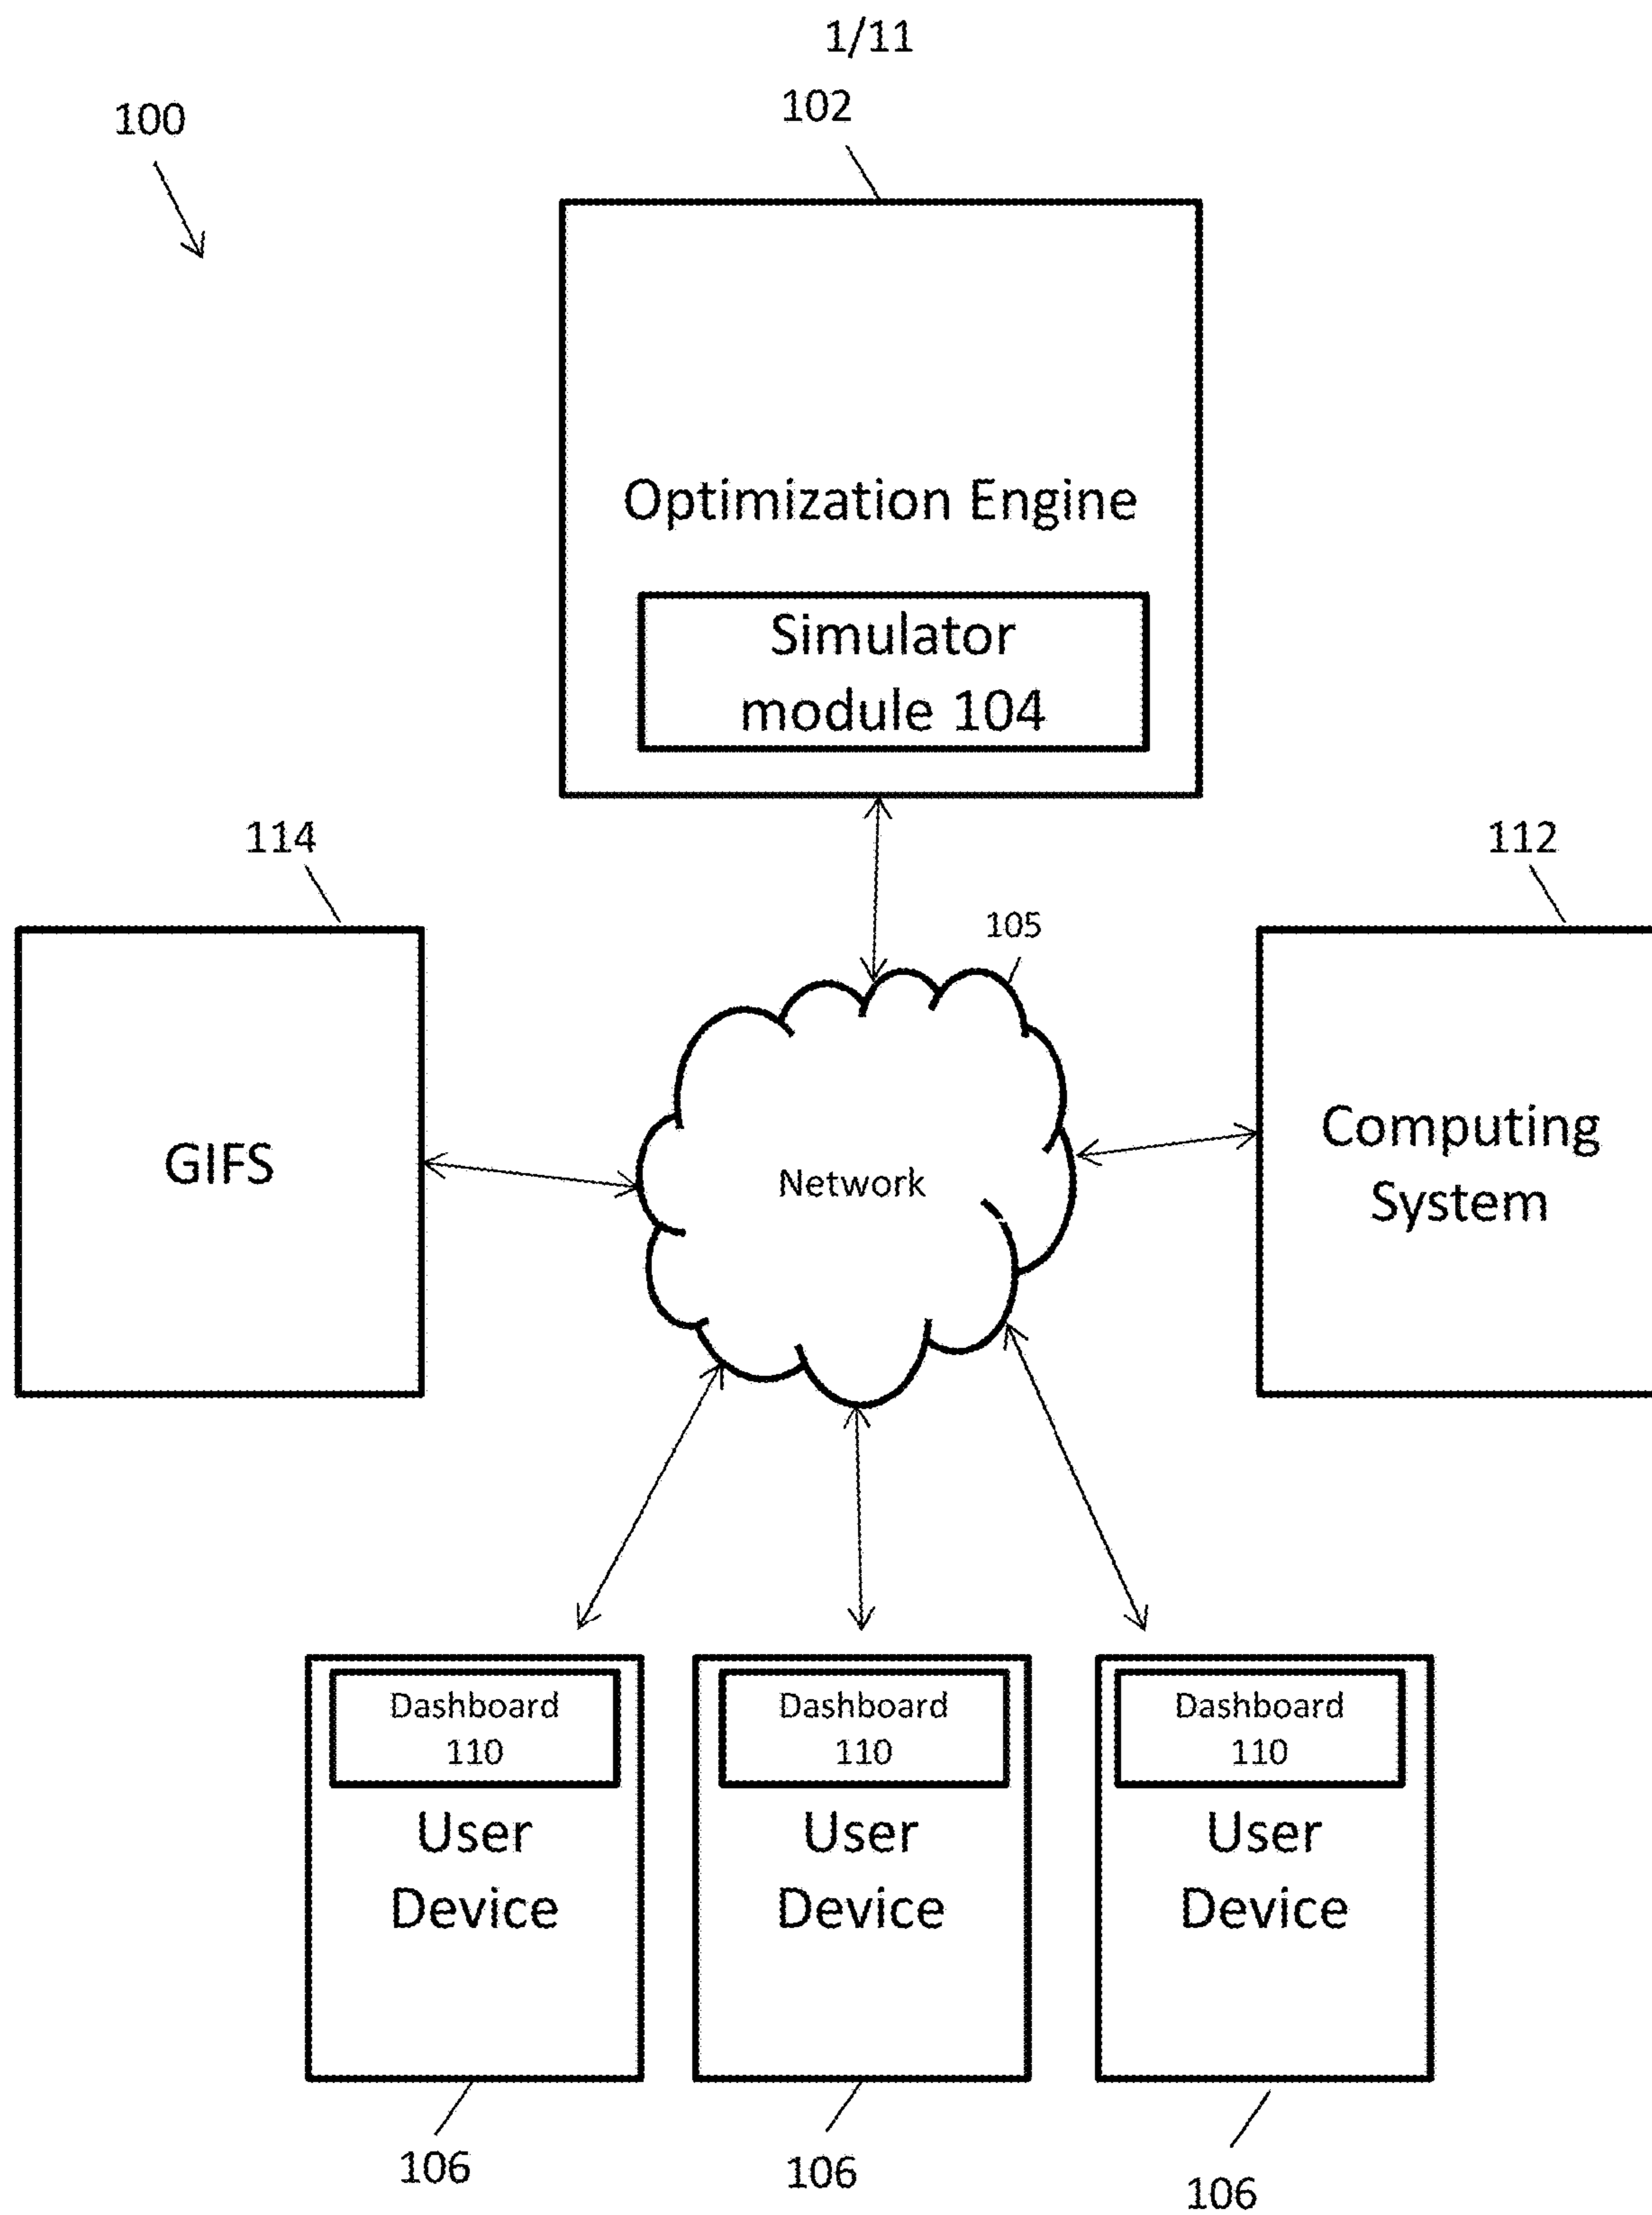 1/11
100
102
Optimization Engine
Simulator
module 104
114
112
105
GIFS
Network
Computing
System
Dashboard
110
User
Device
Dashboard
110
User
Device
Dashboard
110
User
Device
106
106
106